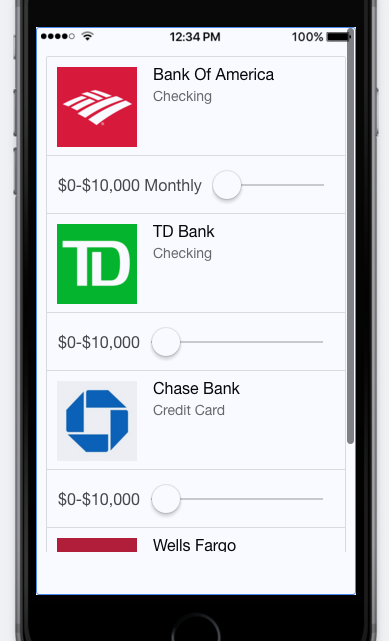 12:34 PM 100%
Bank Of America
Checking
$0-$10,000 Monthly
TD
TD Bank
Checking
$0-$10,000
Chase Bank
Credit Card
$0-$10,000
Wells Fargo